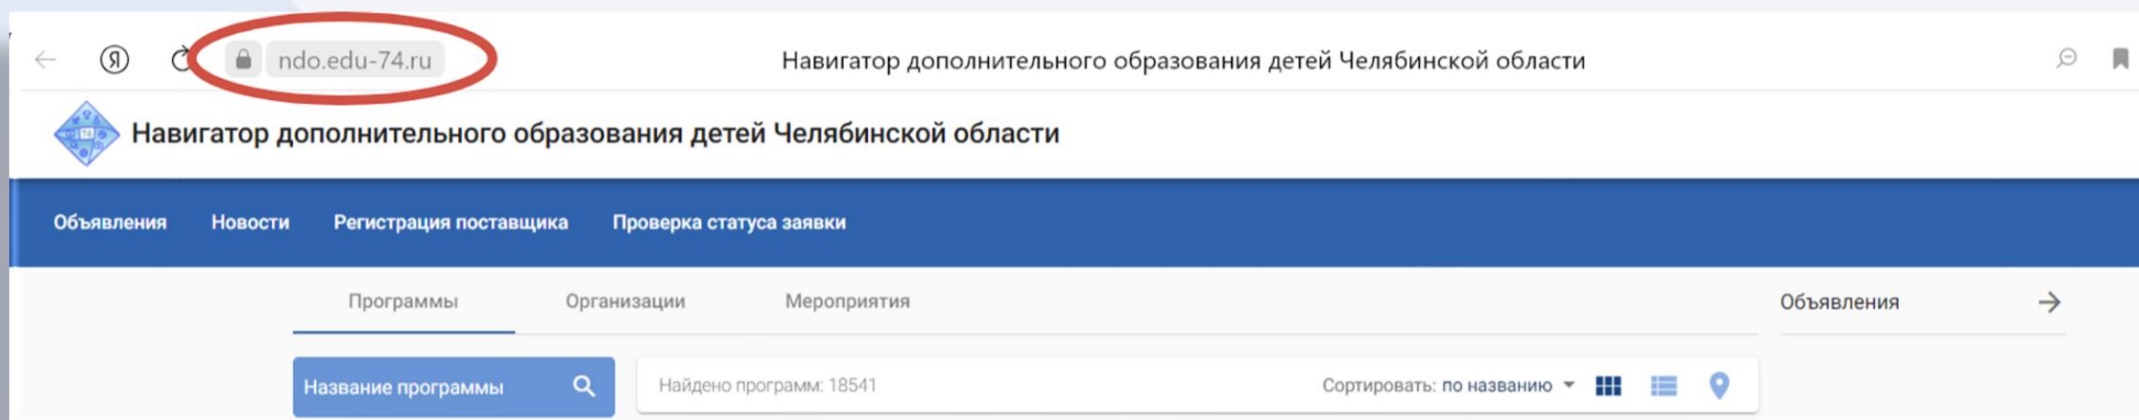 ndo.edu-74.ru Навигатор дополнительного образования детей Челябинской области
Навигатор дополнительного образования детей Челябинской области
Объявления Новости Регистрация поставщика Проверка статуса заявки
Программы Организации Мероприятия Объявления
Название программы Найдено программ: 18541 Сортировать: по названию